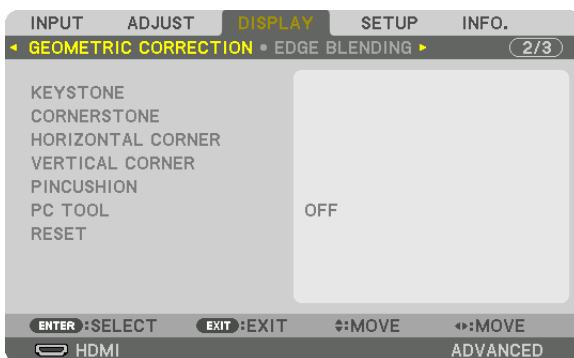 INPUT ADJUST DISPLAY SETUP INFO.
◂ GEOMETRIC CORRECTION • EDGE BLENDING ▸ 2/3
KEYSTONE
CORNERSTONE
HORIZONTAL CORNER
VERTICAL CORNER
PINCUSHION
PC TOOL OFF
RESET
ENTER :SELECT EXIT :EXIT ♦:MOVE ◂▸:MOVE
HDMI ADVANCED